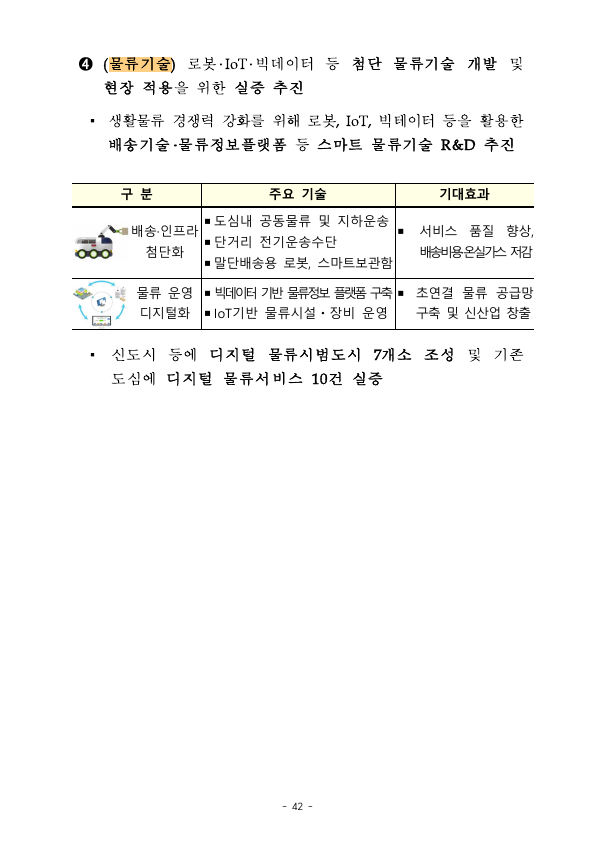 ❹ (물류기술) 로봇·IoT·빅데이터 등 첨단 물류기술 개발 및
현장 적용을 위한 실증 추진
▪ 생활물류 경쟁력 강화를 위해 로봇, IoT, 빅테이터 등을 활용한
배송기술·물류정보플랫폼 등 스마트 물류기술 R&D 추진
구 분 주요 기술 기대효과
배송·인프라
첨단화
▪ 도심내 공동물류 및 지하운송
▪ 단거리 전기운송수단
▪ 말단배송용 로봇, 스마트보관함
▪ 서비스 품질 향상,
배송비용·온실가스 저감
물류 운영
디지털화
▪ 빅데이터 기반 물류정보 플랫폼 구축
▪ IoT기반 물류시설·장비 운영
▪ 초연결 물류 공급망
구축 및 신산업 창출
▪ 신도시 등에 디지털 물류시범도시 7개소 조성 및 기존
도심에 디지털 물류서비스 10건 실증
- 42 -